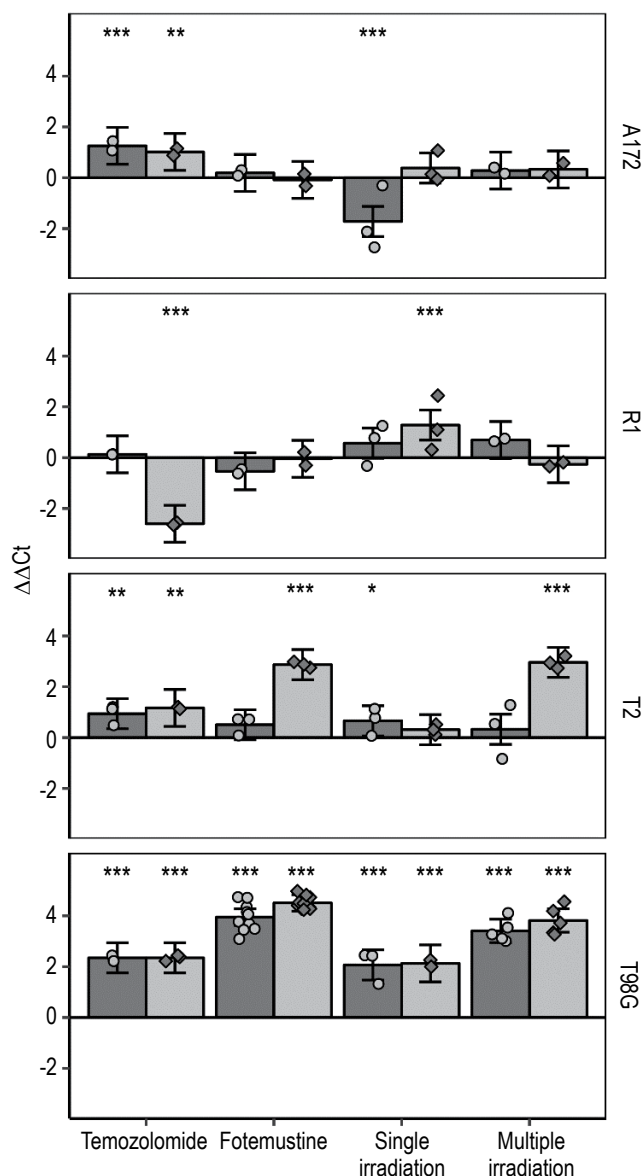 *** ** ***
4
2
0
-2
A172
*** ***
4
2
0
-2
R1
ΔΔCt
** ** *** * ***
4
2
0
-2
T2
*** *** *** *** *** *** *** ***
4
2
0
-2
T98G
Temozolomide Fotemustine Single irradiation Multiple irradiation